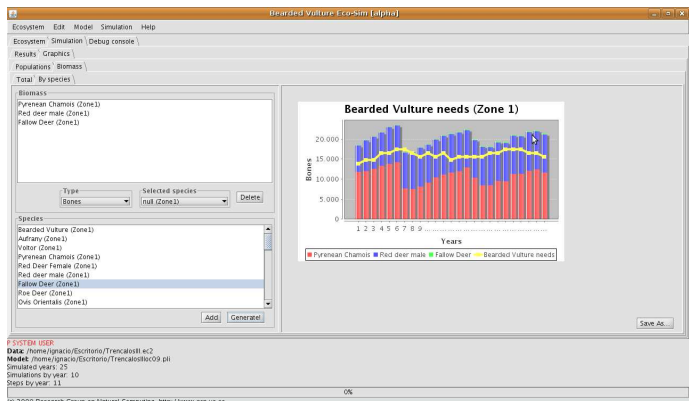 Bearded Vulture Eco-Sim [alpha]
Ecosystem Edit Model Simulation Help
Ecosystem Simulation Debug console
Results Graphics
Populations Biomass
Total By species
Biomass
Pyrenean Chamois (Zone1)
Red deer male (Zone1)
Fallow Deer (Zone1)
Type
Bones
Selected species
null (Zone1)
Delete
Species
Bearded Vulture (Zone1)
Aufrany (Zone1)
Voltor (Zone1)
Pyrenean Chamois (Zone1)
Red Deer Female (Zone1)
Red deer male (Zone1)
Fallow Deer (Zone1)
Roe Deer (Zone1)
Ovis Orientalis (Zone1)
Add Generate!
Bearded Vulture needs (Zone 1)
Bones
20.000
15.000
10.000
5.000
0
1 2 3 4 5 6 7 8 9 ...
Years
Pyrenean Chamois Red deer male Fallow Deer Bearded Vulture needs
Save As...
P SYSTEM USER
Data: /home/ignacio/Escritorio/TrencalosIII.ec2
Model: /home/ignacio/Escritorio/TrencalosIIIoc09.pli
Simulated years: 25
Simulations by year: 10
Steps by year: 11
0%